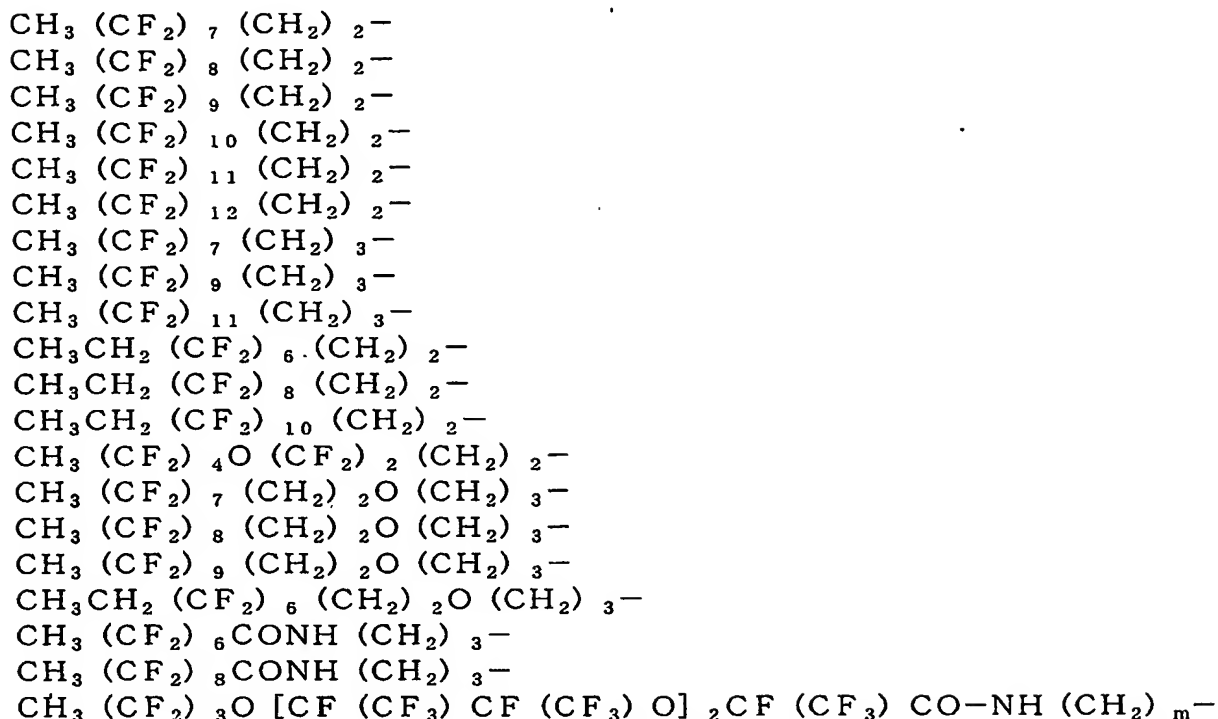 CH₃ (CF₂) ₇ (CH₂) ₂−
CH₃ (CF₂) ₈ (CH₂) ₂−
CH₃ (CF₂) ₉ (CH₂) ₂−
CH₃ (CF₂) ₁₀ (CH₂) ₂−
CH₃ (CF₂) ₁₁ (CH₂) ₂−
CH₃ (CF₂) ₁₂ (CH₂) ₂−
CH₃ (CF₂) ₇ (CH₂) ₃−
CH₃ (CF₂) ₉ (CH₂) ₃−
CH₃ (CF₂) ₁₁ (CH₂) ₃−
CH₃CH₂ (CF₂) ₆ (CH₂) ₂−
CH₃CH₂ (CF₂) ₈ (CH₂) ₂−
CH₃CH₂ (CF₂) ₁₀ (CH₂) ₂−
CH₃ (CF₂) ₄O (CF₂) ₂ (CH₂) ₂−
CH₃ (CF₂) ₇ (CH₂) ₂O (CH₂) ₃−
CH₃ (CF₂) ₈ (CH₂) ₂O (CH₂) ₃−
CH₃ (CF₂) ₉ (CH₂) ₂O (CH₂) ₃−
CH₃CH₂ (CF₂) ₆ (CH₂) ₂O (CH₂) ₃−
CH₃ (CF₂) ₆CONH (CH₂) ₃−
CH₃ (CF₂) ₈CONH (CH₂) ₃−
CH₃ (CF₂) ₃O [CF (CF₃) CF (CF₃) O] ₂CF (CF₃) CO−NH (CH₂) ₘ−